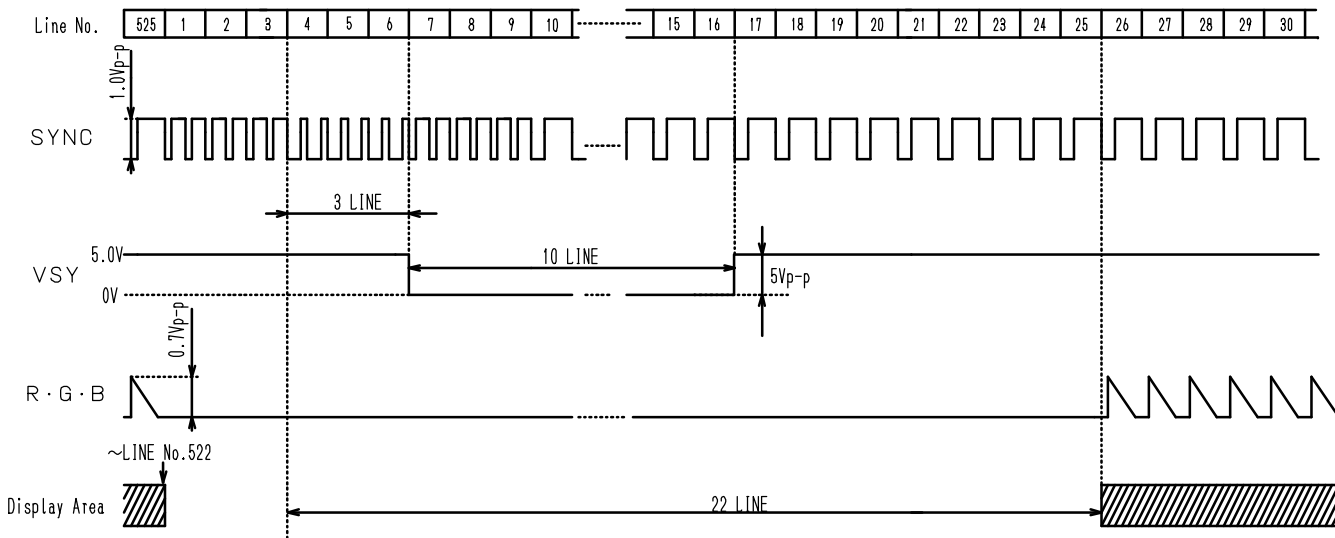 Line No. 525 1 2 3 4 5 6 7 8 9 10 15 16 17 18 19 20 21 22 23 24 25 26 27 28 29 30
1.0Vp-p
SYNC
3 LINE
5.0V
VSY
10 LINE
5Vp-p
0V
0.7Vp-p
R・G・B
~LINE No.522
Display Area
22 LINE